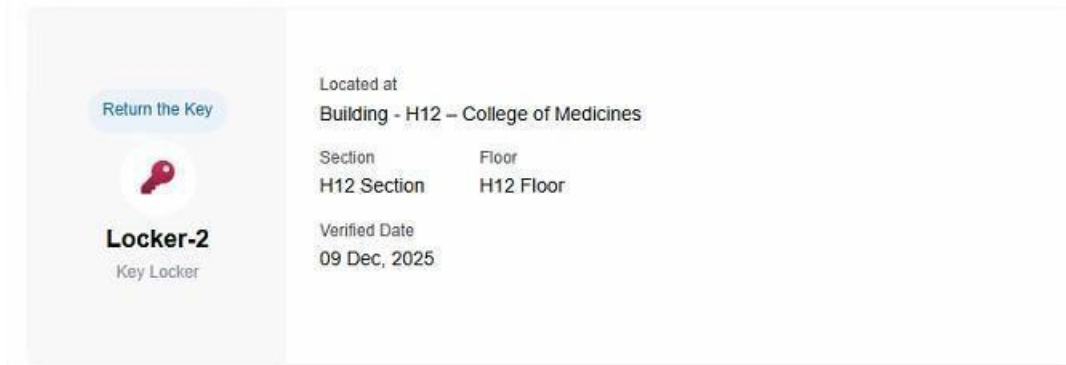 Return the Key
Locker-2
Key Locker
Located at
Building - H12 – College of Medicines
Section Floor
H12 Section H12 Floor
Verified Date
09 Dec, 2025